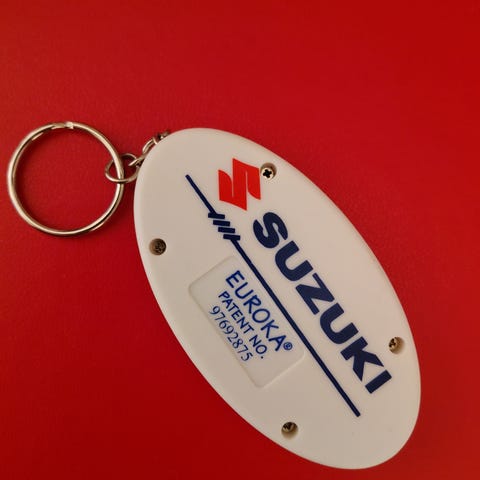 SUZUKI
EUROKA®
PATENT NO.
97692875